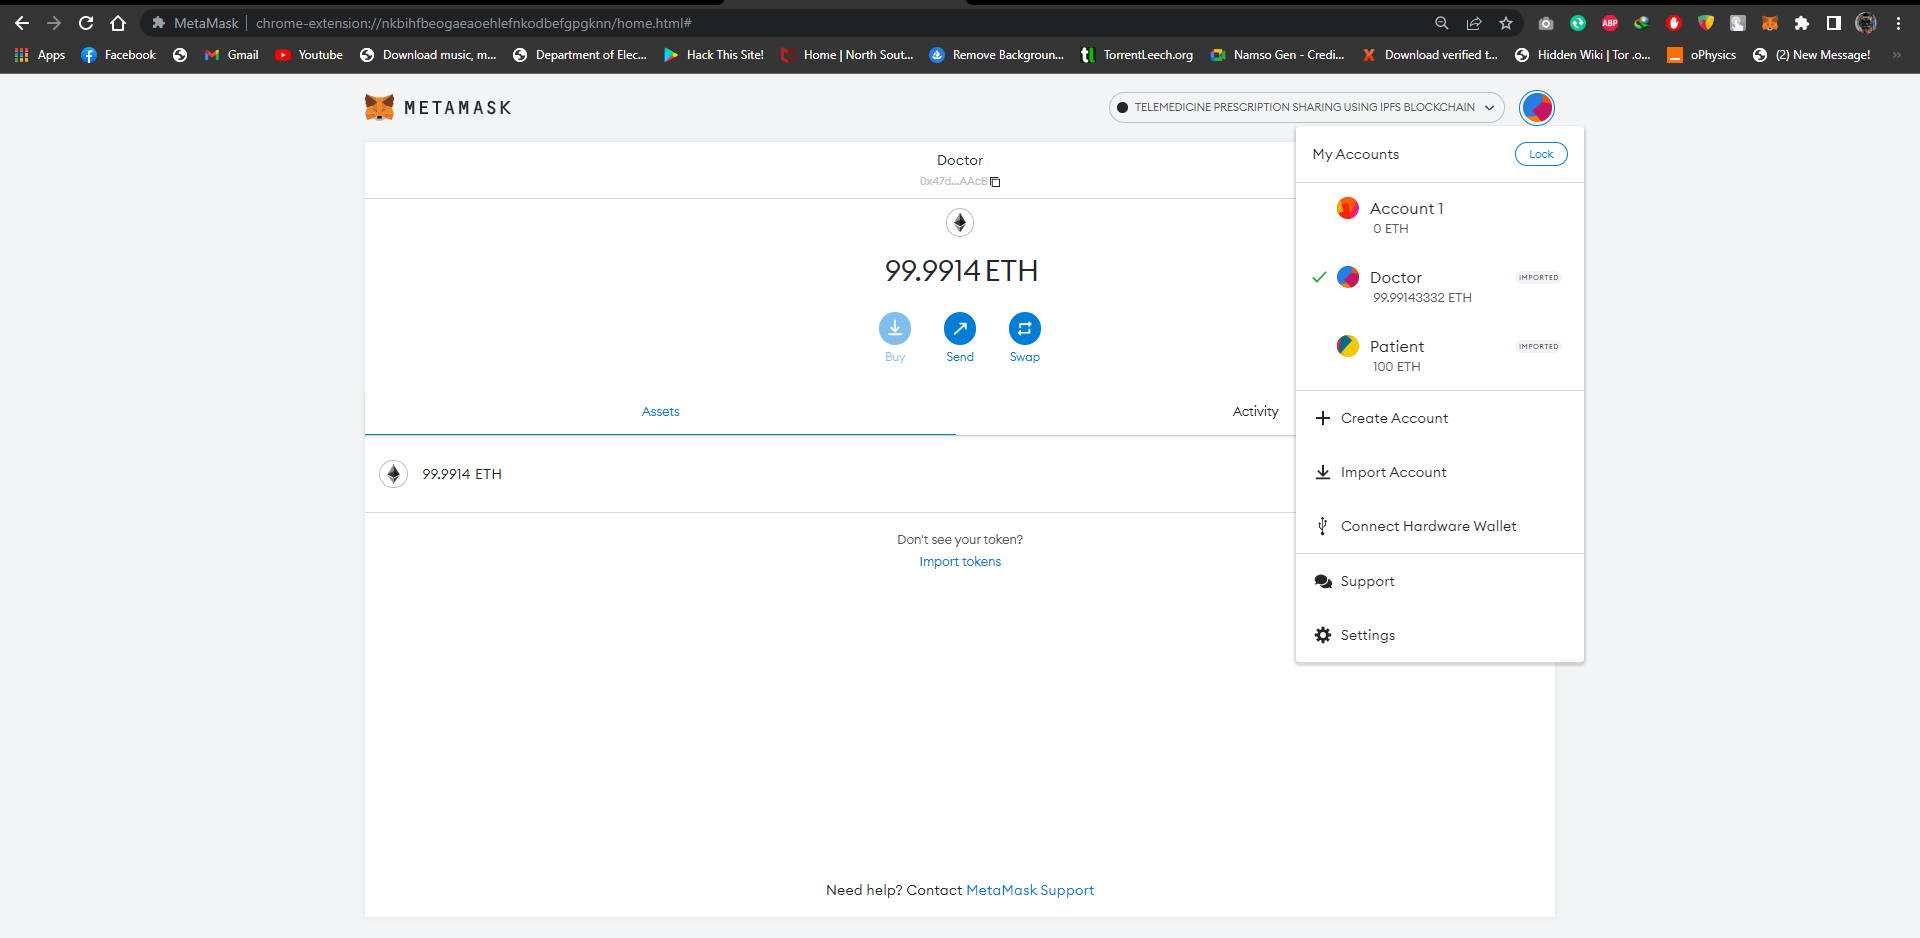 MetaMask chrome-extension://nkbihfbeogaeaoehlefnkodbefgpgknn/home.html#
ABP
Apps Facebook Gmail Youtube Download music, m... Department of Elec... Hack This Site! Home | North Sout... Remove Backgroun... TorrentLeech.org Namso Gen - Credi... Download verified t... Hidden Wiki | Tor .o... oPhysics (2) New Message! »
METAMASK
TELEMEDICINE PRESCRIPTION SHARING USING IPFS BLOCKCHAIN
Doctor
0x47d...AAcB
99.9914 ETH
Buy Send Swap
Assets Activity
99.9914 ETH
Don't see your token?
Import tokens
Need help? Contact MetaMask Support
My Accounts Lock
Account 1
0 ETH
Doctor IMPORTED
99.99143332 ETH
Patient IMPORTED
100 ETH
Create Account
Import Account
Connect Hardware Wallet
Support
Settings